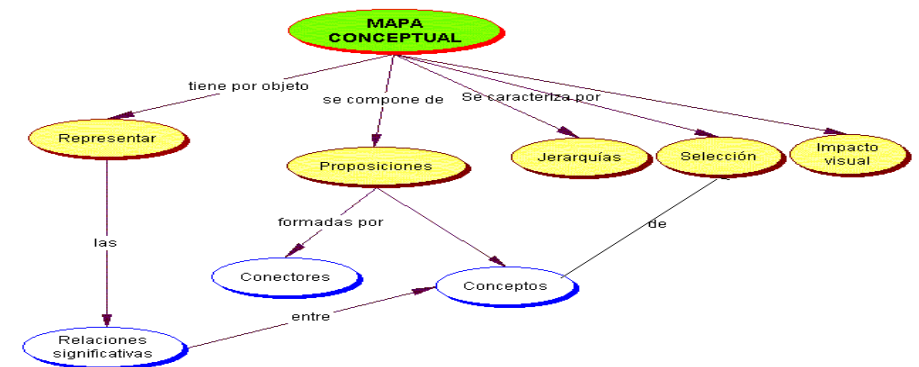 MAPA
CONCEPTUAL
tiene por objeto
se compone de
Se caracteriza por
Representar
Proposiciones
Jerarquías
Selección
Impacto
visual
formadas por
las
de
Conectores
Conceptos
entre
Relaciones
significativas